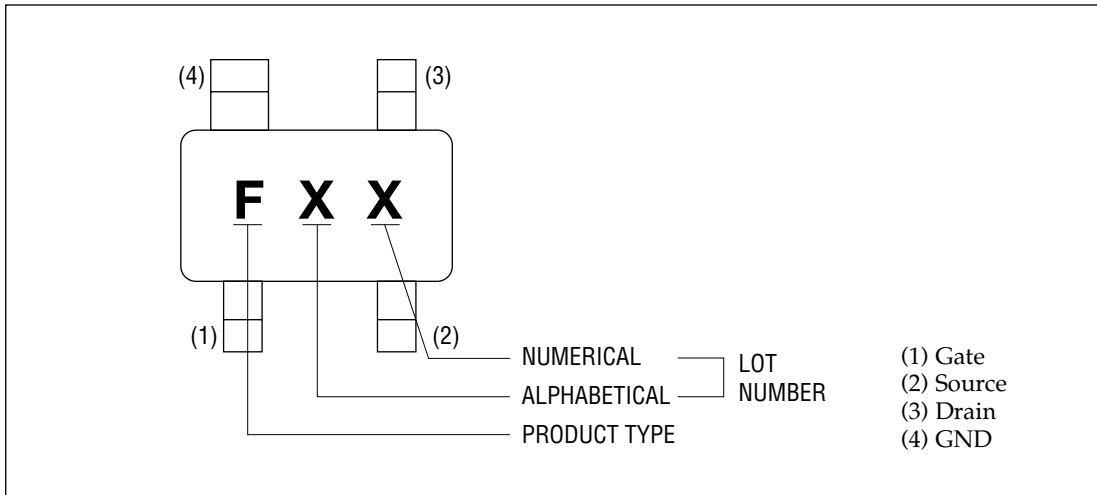 (4)
(3)
F X X
(1)
(2)
NUMERICAL
ALPHABETICAL
LOT
NUMBER
PRODUCT TYPE
(1) Gate
(2) Source
(3) Drain
(4) GND